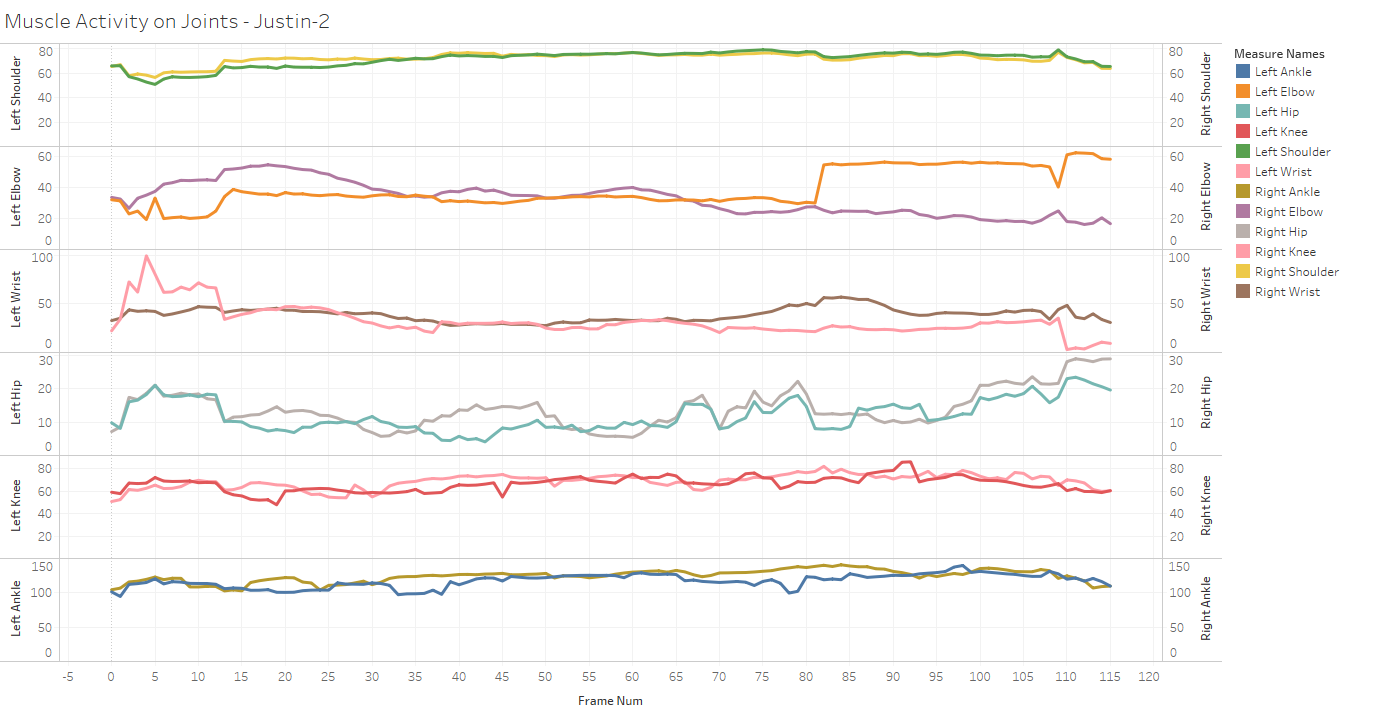 Muscle Activity on Joints - Justin-2
Left Shoulder
80
60
40
20
80
60
40
20
Right Shoulder
Left Elbow
60
40
20
0
60
40
20
0
Right Elbow
Left Wrist
100
50
0
100
50
0
Right Wrist
Left Hip
30
20
10
0
30
20
10
0
Right Hip
Left Knee
80
60
40
20
80
60
40
20
Right Knee
Left Ankle
150
100
50
0
150
100
50
0
Right Ankle
-5 0 5 10 15 20 25 30 35 40 45 50 55 60 65 70 75 80 85 90 95 100 105 110 115 120
Frame Num
Measure Names
Left Ankle
Left Elbow
Left Hip
Left Knee
Left Shoulder
Left Wrist
Right Ankle
Right Elbow
Right Hip
Right Knee
Right Shoulder
Right Wrist